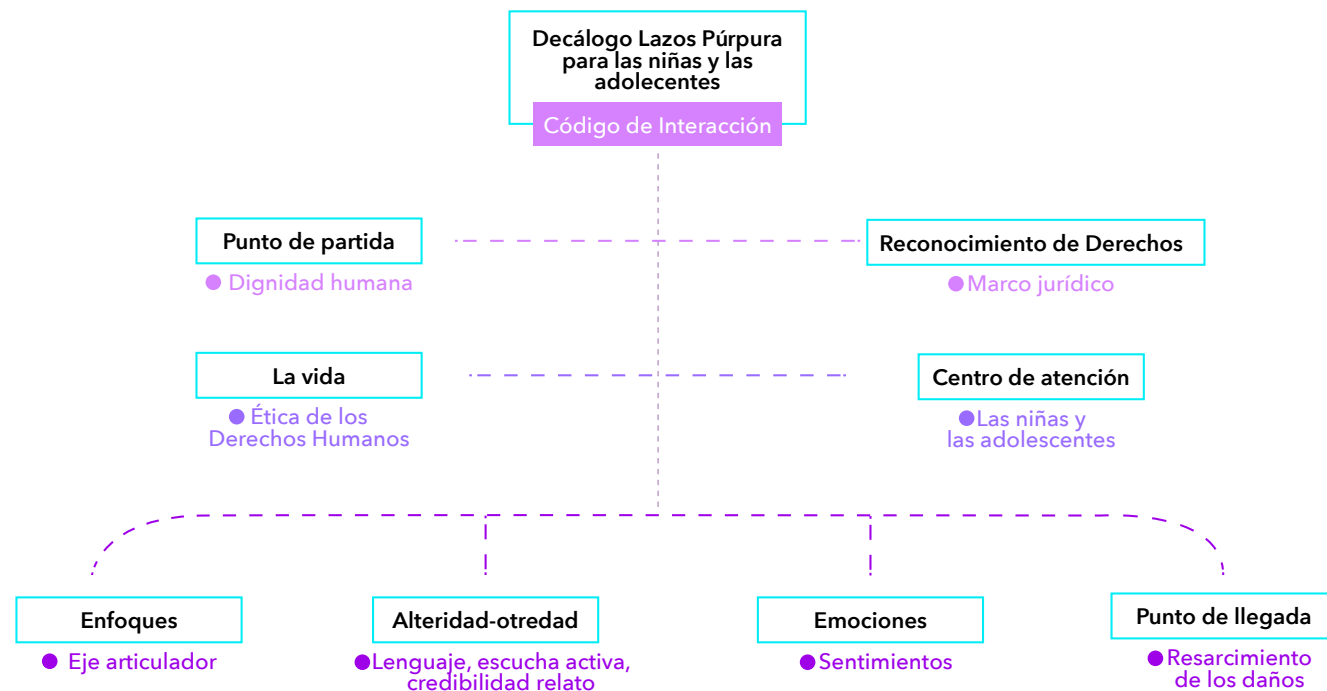 Decálogo Lazos Púrpura
para las niñas y las
adolecentes
Código de Interacción
Punto de partida
Dignidad humana
Reconocimiento de Derechos
Marco jurídico
La vida
Ética de los
Derechos Humanos
Centro de atención
Las niñas y
las adolescentes
Enfoques
Eje articulador
Alteridad-otredad
Lenguaje, escucha activa,
credibilidad relato
Emociones
Sentimientos
Punto de llegada
Resarcimiento
de los daños